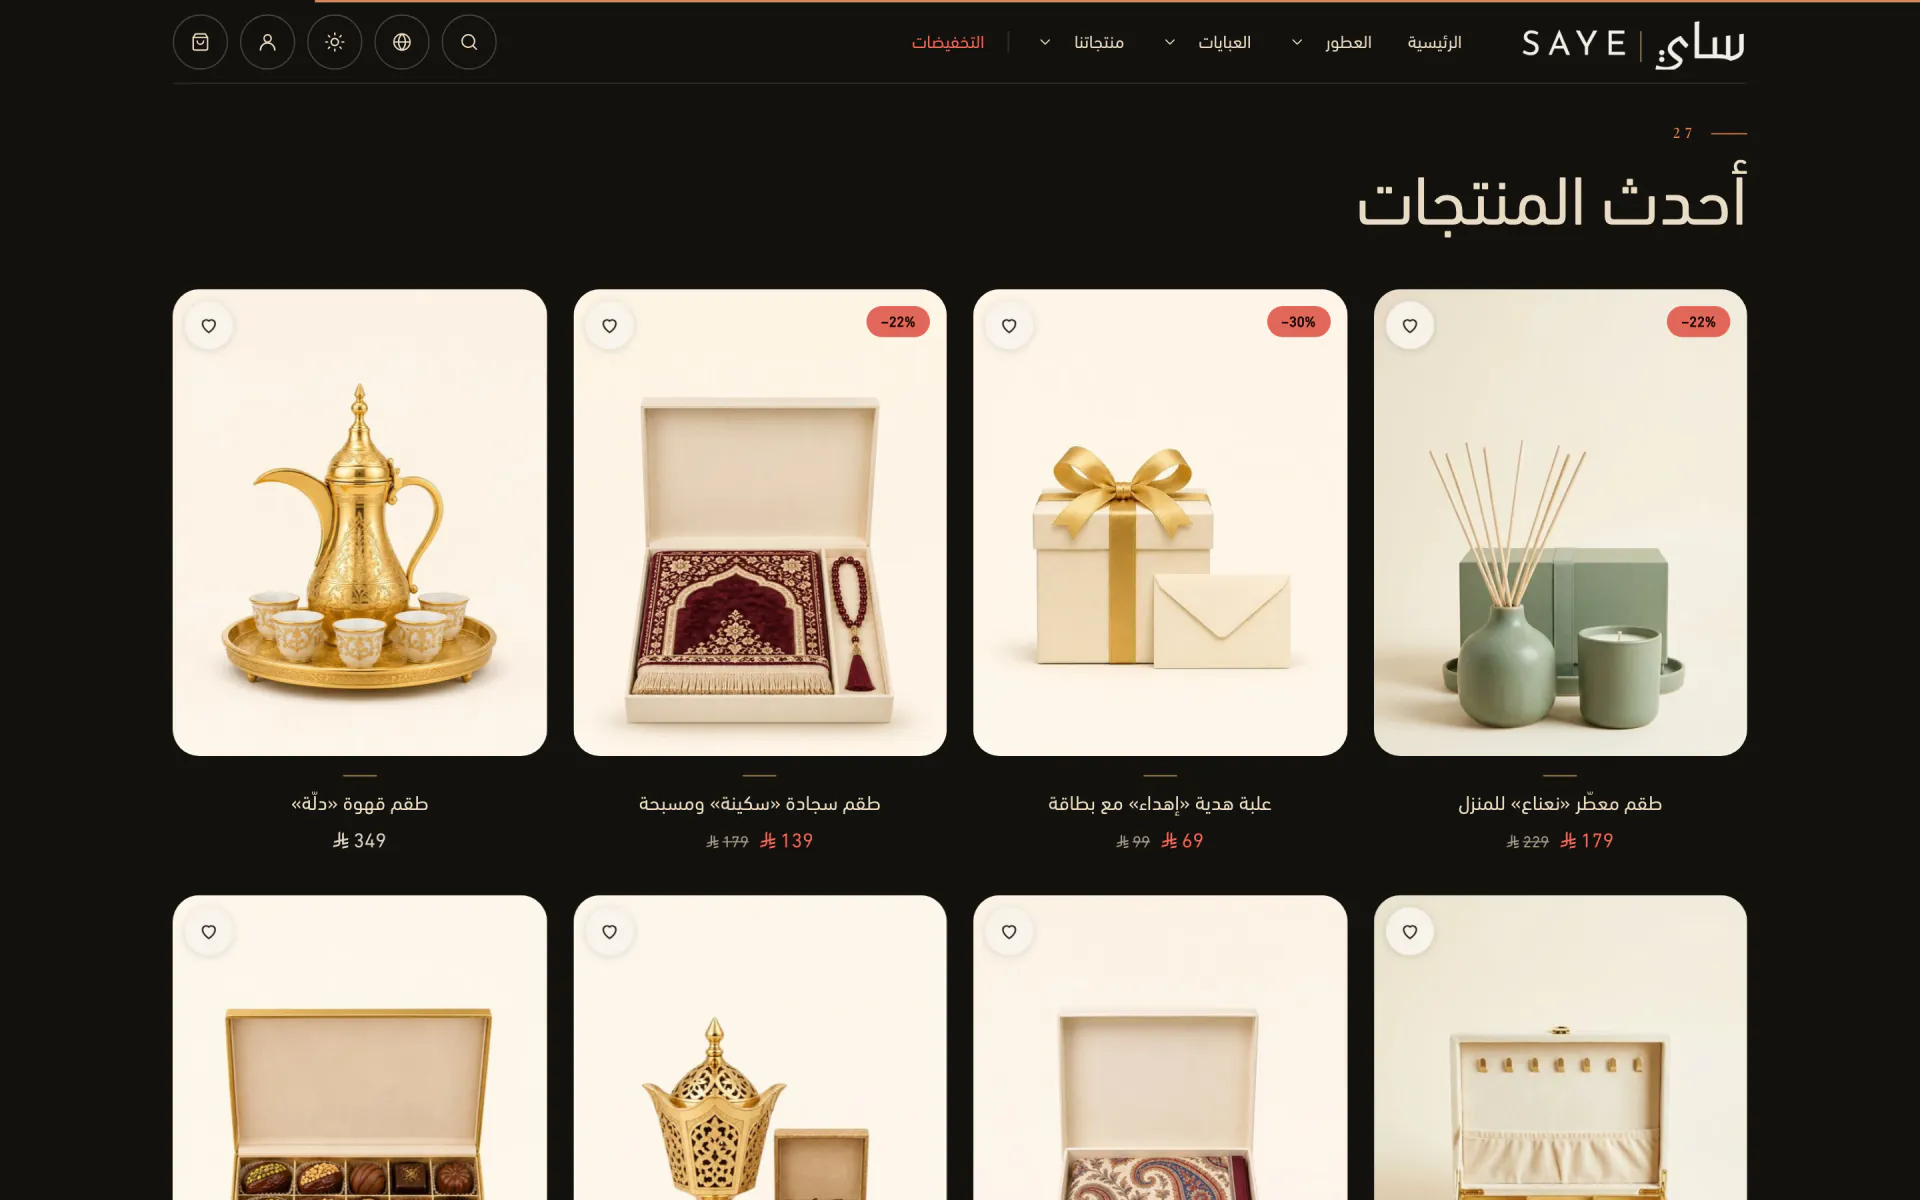 ساي | SAYE
الرئيسية
العطور
العبايات
منتجاتنا
التخفيضات
27
أحدث المنتجات
−22%
−30%
−22%
طقم معطّر «نعناع» للمنزل
179 229
علبة هدية «إهداء» مع بطاقة
69 99
طقم سجادة «سكينة» ومسبحة
139 179
طقم قهوة «دلّة»
349